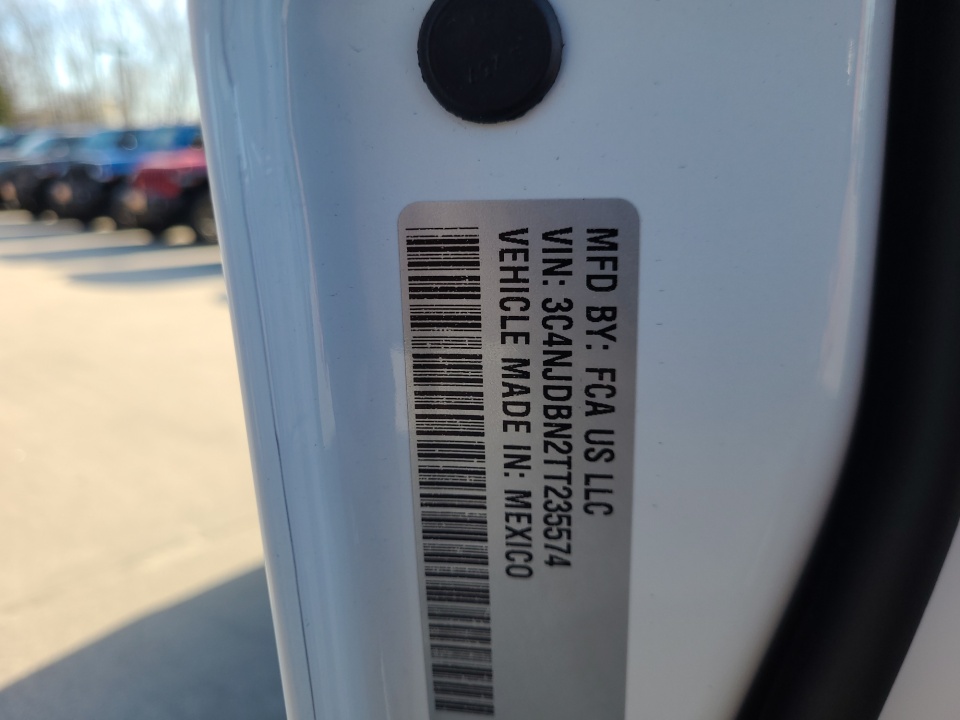 MFD BY: FCA US LLC
VIN: 3C4NJDBN2TT235574
VEHICLE MADE IN: MEXICO